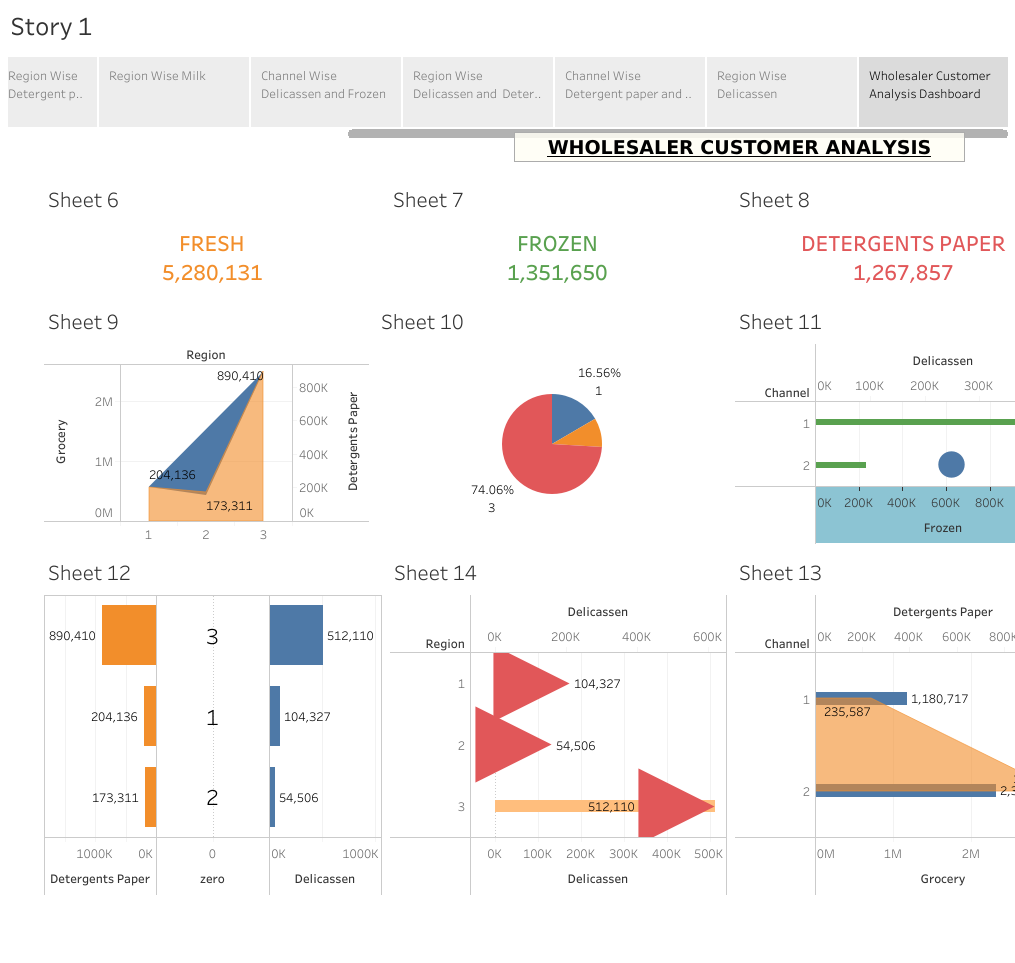 Story 1
Region Wise
Detergent p..
Region Wise Milk
Channel Wise
Delicassen and Frozen
Region Wise
Delicassen and Deter..
Channel Wise
Detergent paper and ..
Region Wise
Delicassen
Wholesaler Customer
Analysis Dashboard
WHOLESALER CUSTOMER ANALYSIS
Sheet 6
FRESH
5,280,131
Sheet 7
FROZEN
1,351,650
Sheet 8
DETERGENTS PAPER
1,267,857
Sheet 9
Region
Grocery
2M
1M
0M
890,410
204,136
173,311
800K
600K
400K
200K
0K
Detergents Paper
1 2 3
Sheet 10
16.56%
1
74.06%
3
Sheet 11
Delicassen
Channel
0K 100K 200K 300K
1
2
0K 200K 400K 600K 800K
Frozen
Sheet 12
890,410 3 512,110
204,136 1 104,327
173,311 2 54,506
1000K 0K 0 0K 1000K
Detergents Paper zero Delicassen
Sheet 14
Delicassen
Region
0K 200K 400K 600K
1 104,327
2 54,506
3 512,110
0K 100K 200K 300K 400K 500K
Delicassen
Sheet 13
Detergents Paper
Channel
0K 200K 400K 600K 800K
1 1,180,717
235,587
2
0M 1M 2M
Grocery